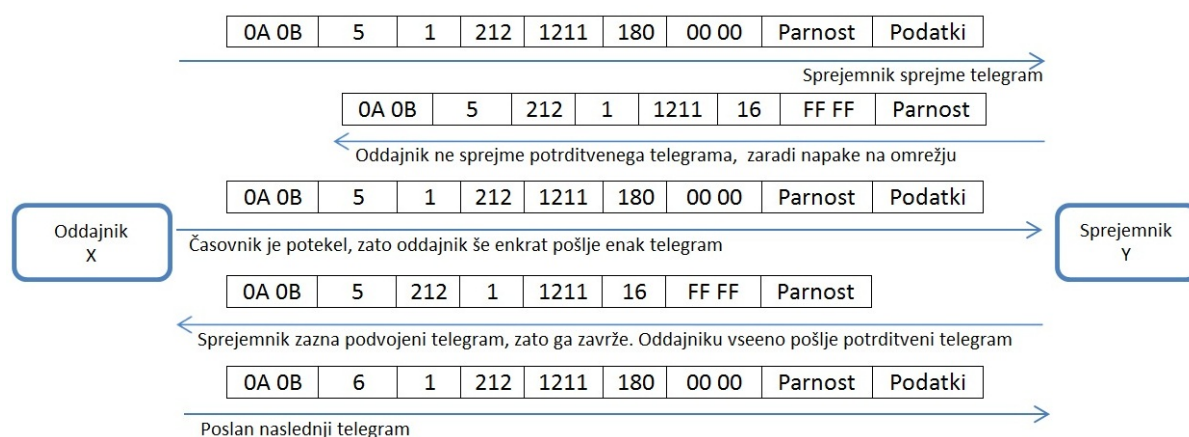 0A 0B 5 1 212 1211 180 00 00 Parnost Podatki
Sprejemnik sprejme telegram
0A 0B 5 212 1 1211 16 FF FF Parnost
Oddajnik ne sprejme potrditvenega telegrama, zaradi napake na omrežju
0A 0B 5 1 212 1211 180 00 00 Parnost Podatki
Oddajnik
X
Časovnik je potekel, zato oddajnik še enkrat pošlje enak telegram
Sprejemnik
Y
0A 0B 5 212 1 1211 16 FF FF Parnost
Sprejemnik zazna podvojeni telegram, zato ga zavrže. Oddajniku vseeno pošlje potrditveni telegram
0A 0B 6 1 212 1211 180 00 00 Parnost Podatki
Poslan naslednji telegram